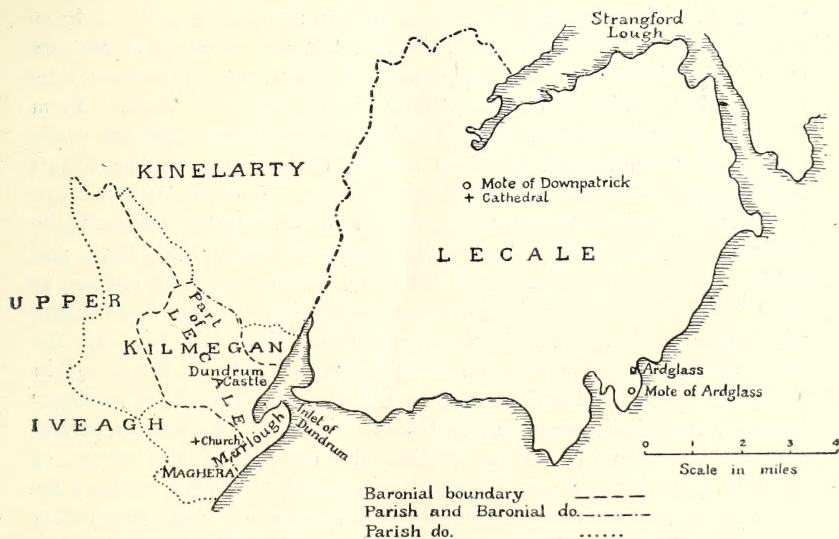 Strangford
Lough
KINELARTY
o Mote of Downpatrick
+ Cathedral
LECALE
UPPER
Part
of
LECALE
KILMEGAN
Dundrum
Castle
Ardglass
o Mote of Ardglass
Inlet of
Dundrum
IVEAGH
+Church
Murlough
MAGHERA
0 1 2 3 4
Scale in miles
Baronial boundary
Parish and Baronial do.
Parish do.